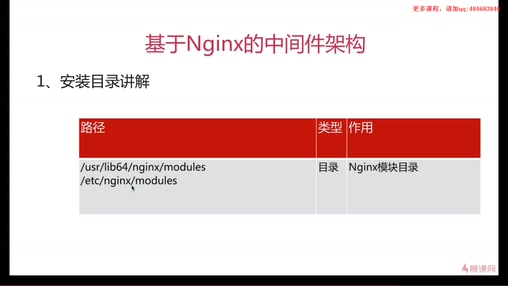 更多课程，请加qq:484683840
基于Nginx的中间件架构
1、安装目录讲解
路径 类型 作用
/usr/lib64/nginx/modules 目录 Nginx模块目录
/etc/nginx/modules
慕课网